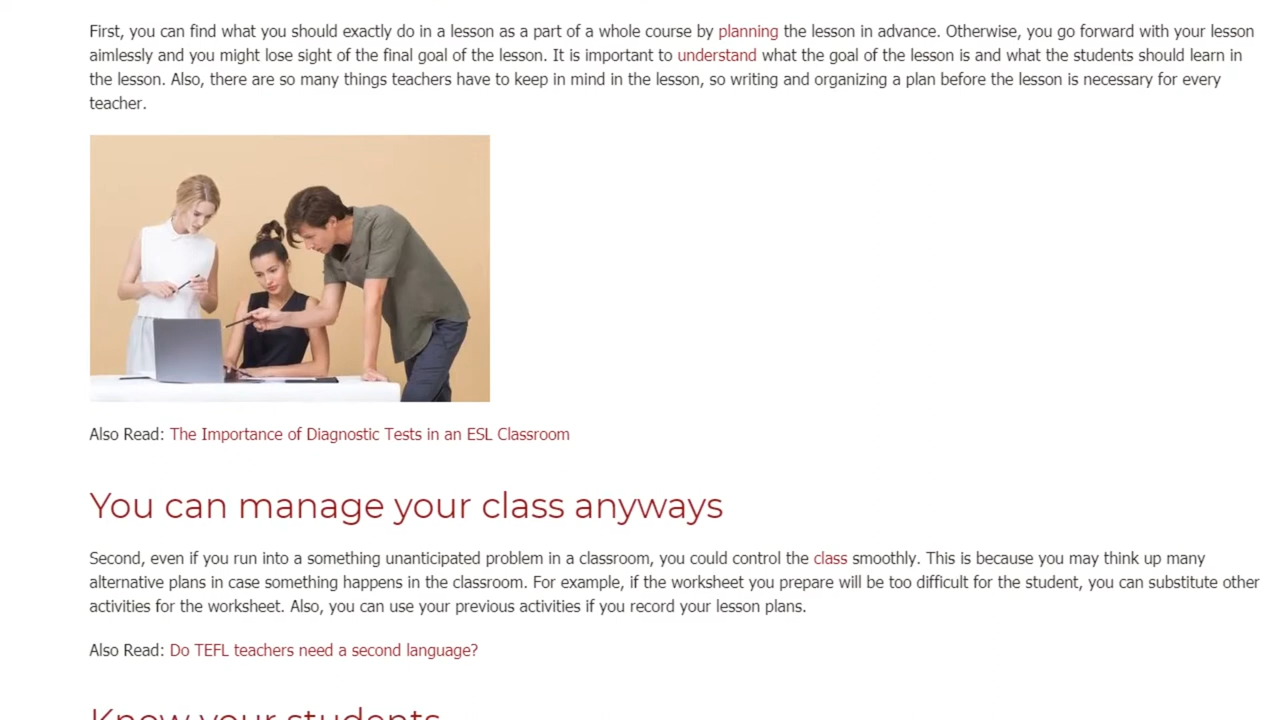 First, you can find what you should exactly do in a lesson as a part of a whole course by planning the lesson in advance. Otherwise, you go forward with your lesson
aimlessly and you might lose sight of the final goal of the lesson. It is important to understand what the goal of the lesson is and what the students should learn in
the lesson. Also, there are so many things teachers have to keep in mind in the lesson, so writing and organizing a plan before the lesson is necessary for every
teacher.
Also Read: The Importance of Diagnostic Tests in an ESL Classroom
You can manage your class anyways
Second, even if you run into a something unanticipated problem in a classroom, you could control the class smoothly. This is because you may think up many
alternative plans in case something happens in the classroom. For example, if the worksheet you prepare will be too difficult for the student, you can substitute other
activities for the worksheet. Also, you can use your previous activities if you record your lesson plans.
Also Read: Do TEFL teachers need a second language?
Know your students